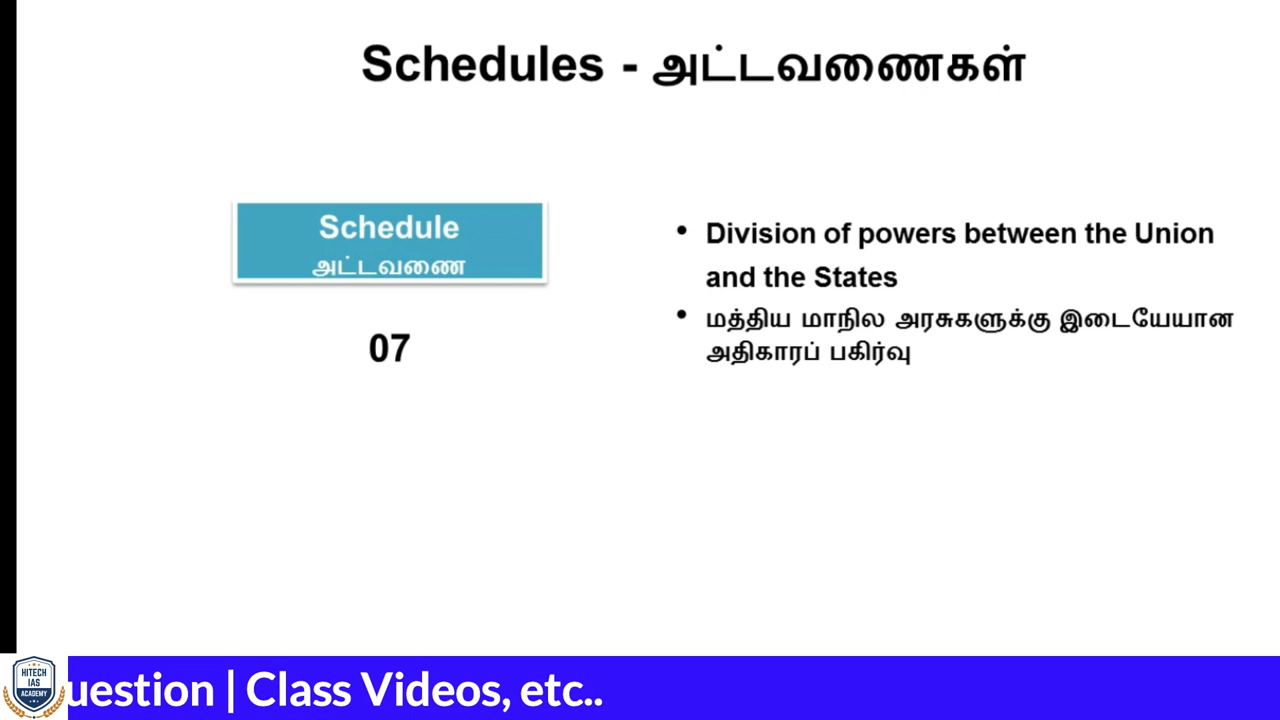 Schedules - அட்டவணைகள்
Schedule
அட்டவணை
07
• Division of powers between the Union
and the States
• மத்திய மாநில அரசுகளுக்கு இடையேயான
அதிகாரப் பகிர்வு
HITECH
IAS
ACADEMY
uestion | Class Videos, etc..